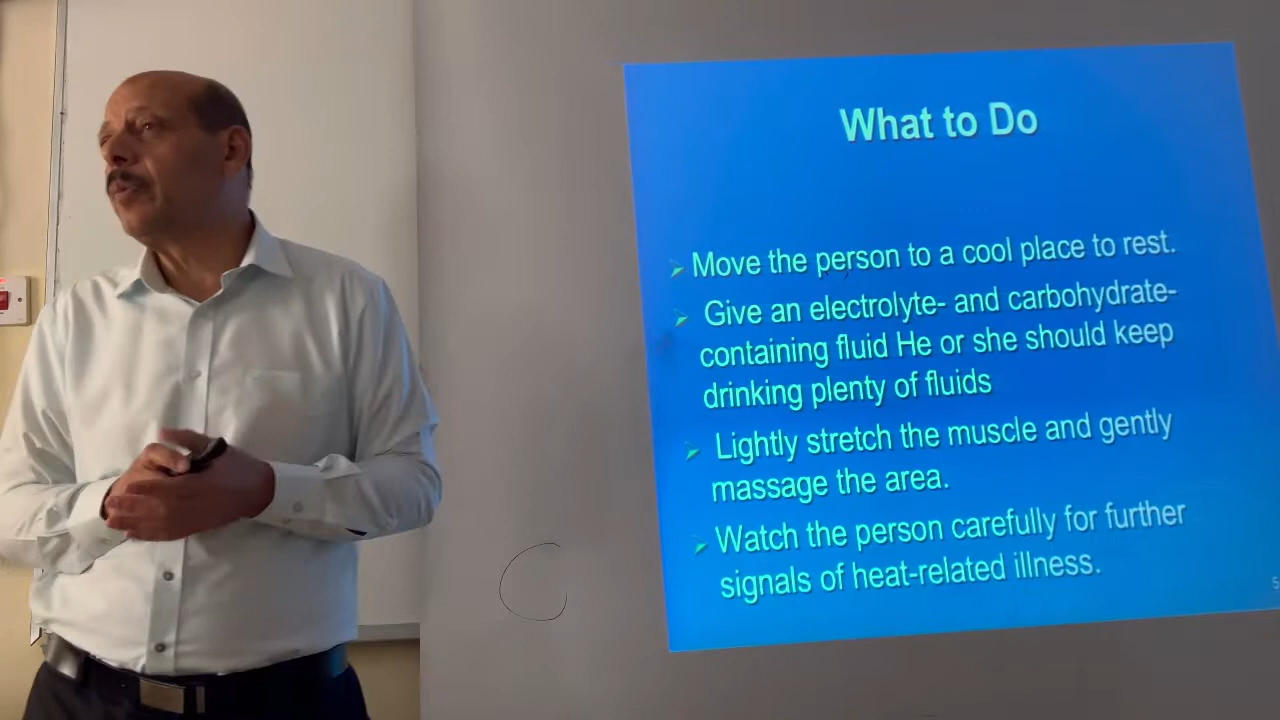 What to Do
Move the person to a cool place to rest.
Give an electrolyte- and carbohydrate-
containing fluid He or she should keep
drinking plenty of fluids
Lightly stretch the muscle and gently
massage the area.
Watch the person carefully for further
signals of heat-related illness.